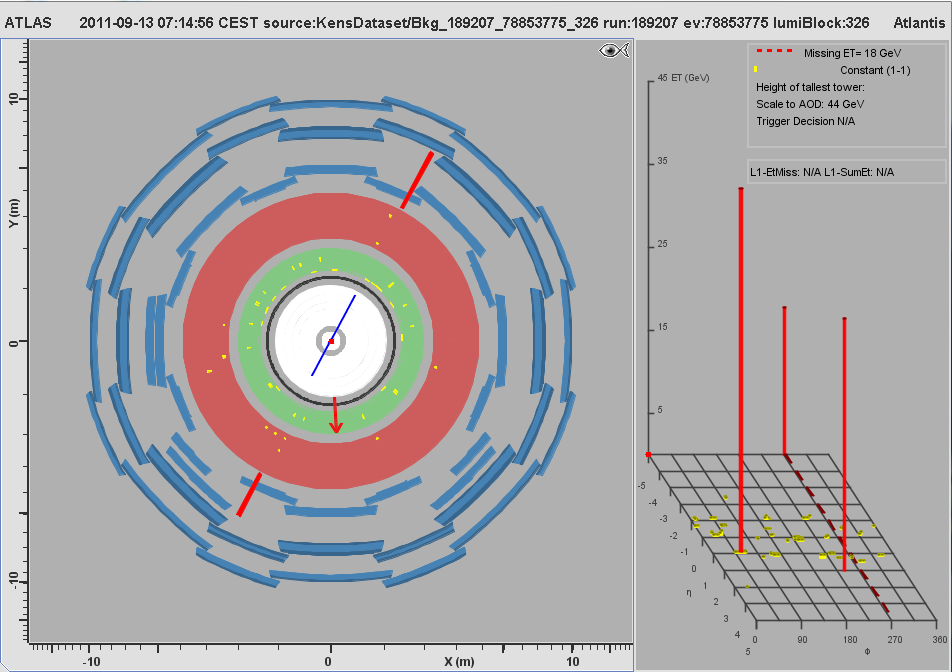 ATLAS 2011-09-13 07:14:56 CEST source:KensDataset/Bkg_189207_78853775_326 run:189207 ev:78853775 lumiBlock:326 Atlantis
Missing ET= 18 GeV
Constant (1-1)
Height of tallest tower:
Scale to AOD: 44 GeV
Trigger Decision N/A
L1-EtMiss: N/A L1-SumEt: N/A
10
Y (m)
0
-10
-10
0
X (m)
10
45 ET (GeV)
35
25
15
5
-5
-4
-3
-2
-1
0
1
2
3
4
5
η
0
90
180
270
360
Φ